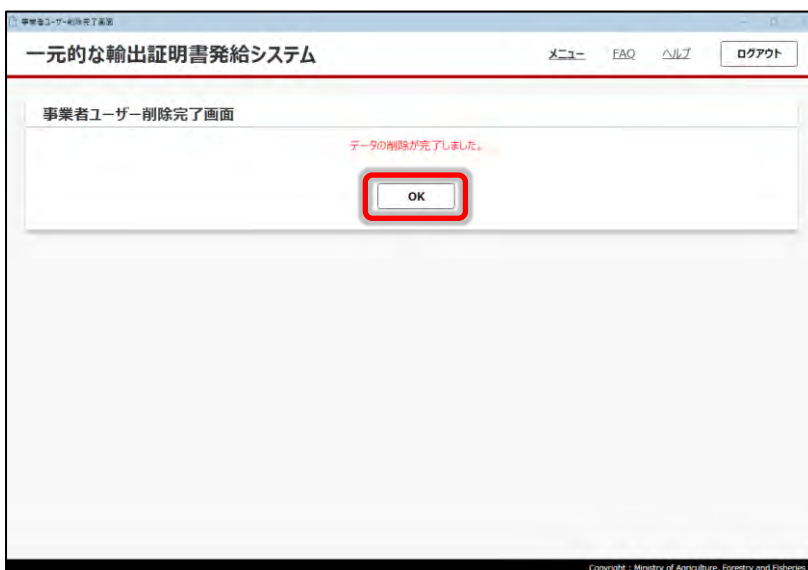 事業者ユーザー削除完了画面
一元的な輸出証明書発給システム
メニュー FAQ ヘルプ ログアウト
事業者ユーザー削除完了画面
データの削除が完了しました。
OK
Copyright : Ministry of Agriculture, Forestry and Fisheries